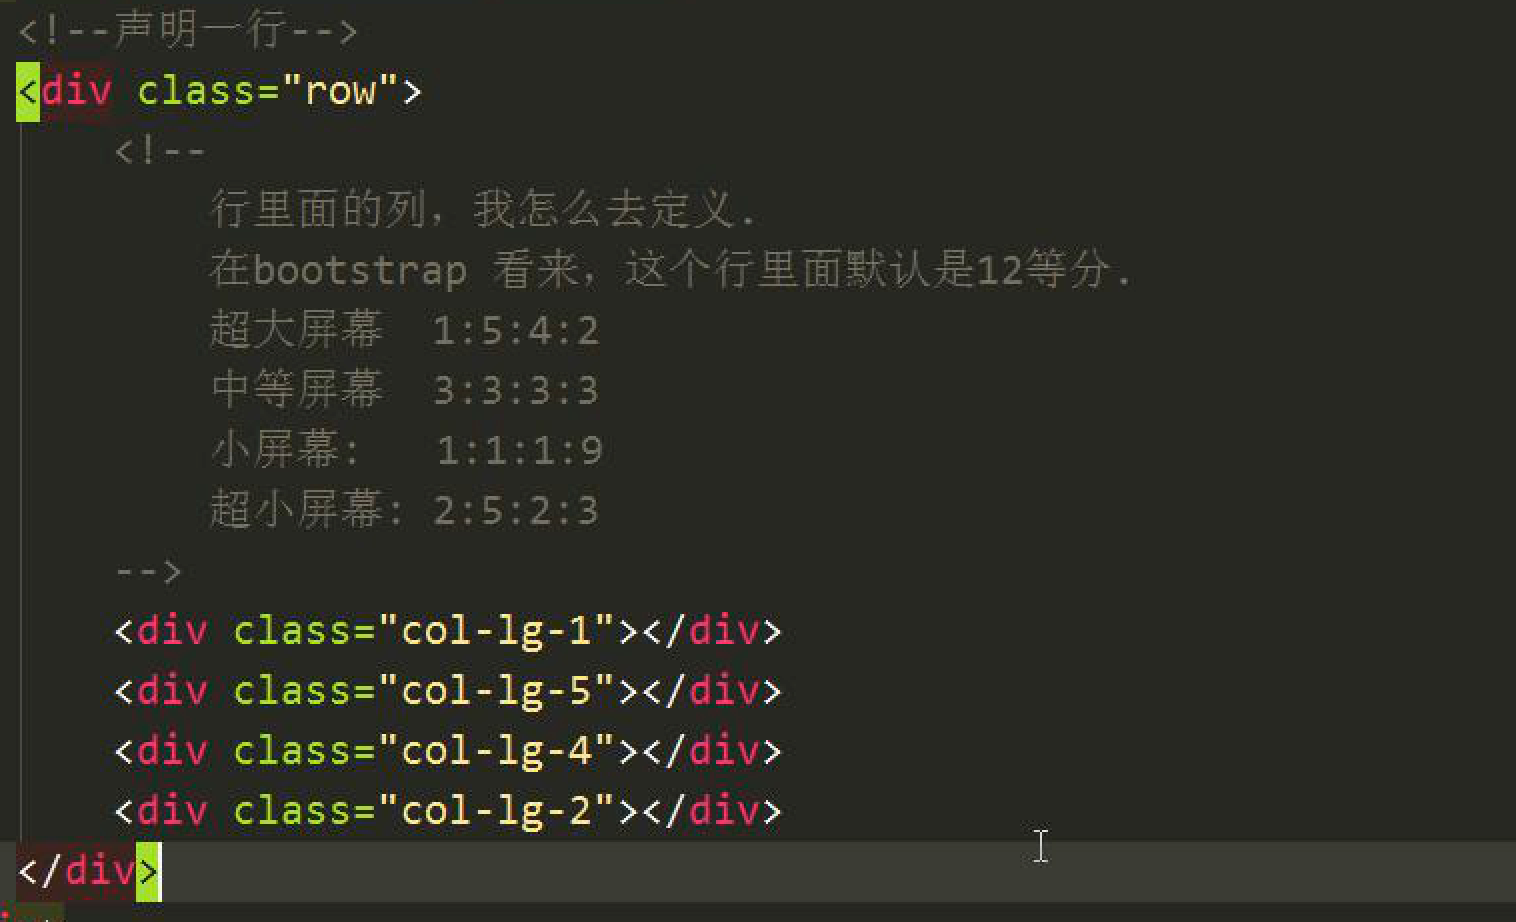 <!--声明一行-->
<div class="row">
<!--
行里面的列，我怎么去定义.
在bootstrap 看来，这个行里面默认是12等分.
超大屏幕 1:5:4:2
中等屏幕 3:3:3:3
小屏幕: 1:1:1:9
超小屏幕: 2:5:2:3
-->
<div class="col-lg-1"></div>
<div class="col-lg-5"></div>
<div class="col-lg-4"></div>
<div class="col-lg-2"></div>
</div>